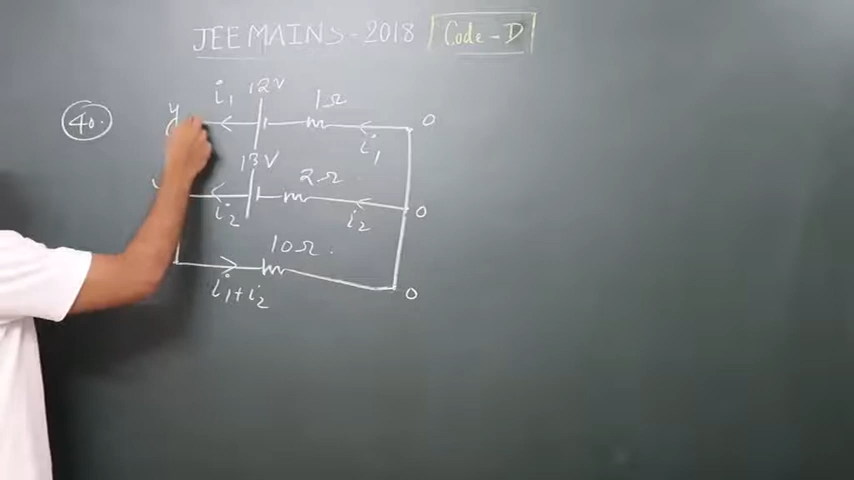 JEE MAINS - 2018 Code - D
40.
y i₁ 12V 1Ω 0
i₁
13V 2Ω 0
i₂ i₂
10Ω
i₁+i₂ 0